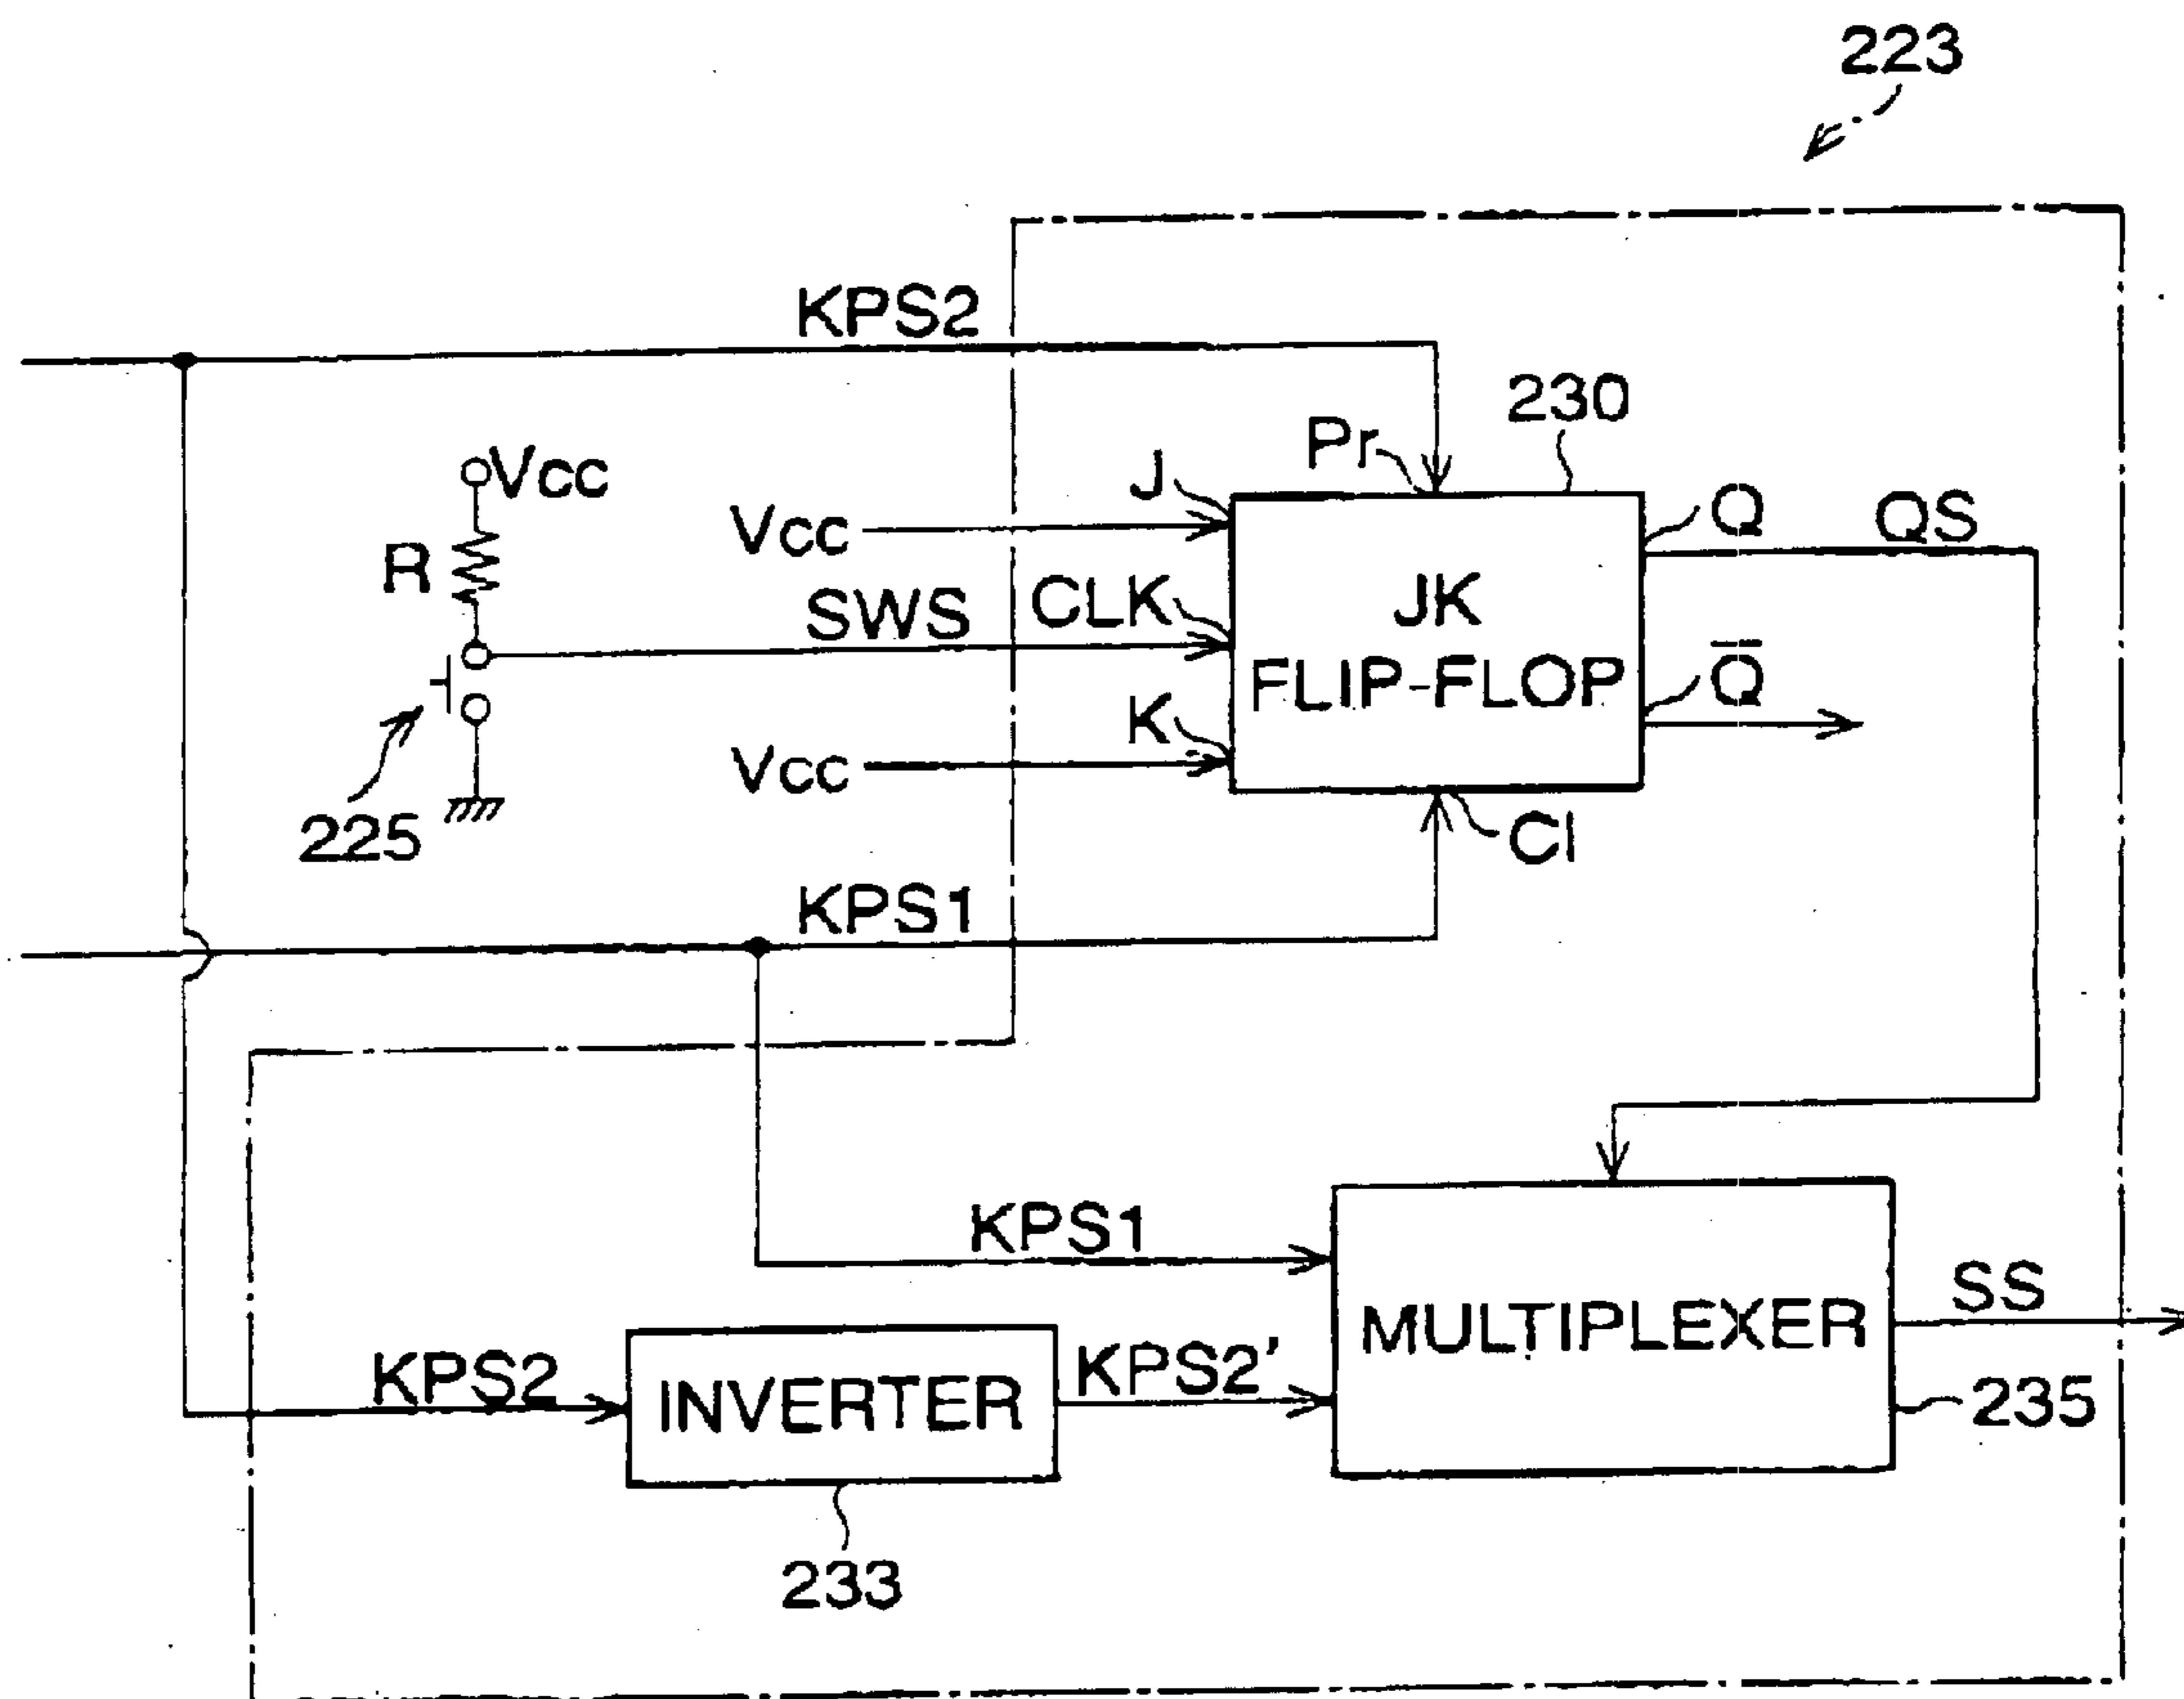 223
KPS2
230
Pr
Vcc
J
Q
QS
Vcc
R
SWS
CLK
JK
FLIP-FLOP
Q̅
K
Vcc
225
Cl
KPS1
KPS1
SS
MULTIPLEXER
KPS2
INVERTER
KPS2'
235
233